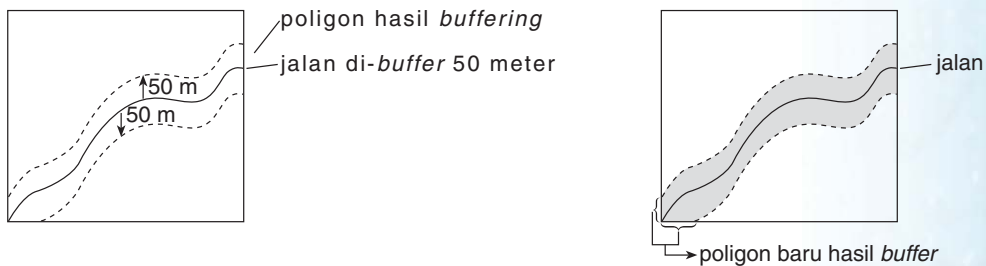 poligon hasil buffering
jalan di-buffer 50 meter
50 m
50 m
jalan
poligon baru hasil buffer